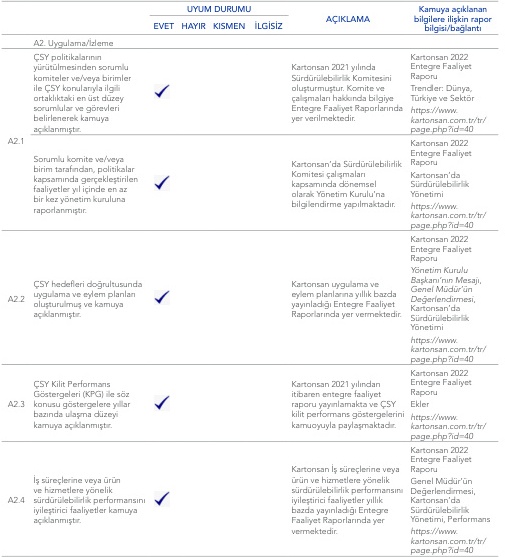 UYUM DURUMU
EVET HAYIR KISMEN İLGİSİZ
AÇIKLAMA
Kamuya açıklanan
bilgilere ilişkin rapor
bilgisi/bağlantı
A2. Uygulama/İzleme
A2.1
ÇSY politikalarının
yürütülmesinden sorumlu
komiteler ve/veya birimler
ile ÇSY konularıyla ilgili
ortaklıktaki en üst düzey
sorumlular ve görevleri
belirlenerek kamuya
açıklanmıştır.
Kartonsan 2021 yılında
Sürdürülebilirlik Komitesini
oluşturmuştur. Komite ve
çalışmaları hakkında bilgiye
Entegre Faaliyet Raporlarında
yer verilmektedir.
Kartonsan 2022
Entegre Faaliyet
Raporu
Trendler: Dünya,
Türkiye ve Sektör
https://www.
kartonsan.com.tr/tr/
page.php?id=40
Sorumlu komite ve/veya
birim tarafından, politikalar
kapsamında gerçekleştirilen
faaliyetler yıl içinde en az
bir kez yönetim kuruluna
raporlanmıştır.
Kartonsan’da Sürdürülebilirlik
Komitesi çalışmaları
kapsamında dönemsel
olarak Yönetim Kurulu’na
bilgilendirme yapılmaktadır.
Kartonsan 2022
Entegre Faaliyet
Raporu
Kartonsan’da
Sürdürülebilirlik
Yönetimi
https://www.
kartonsan.com.tr/tr/
page.php?id=40
A2.2
ÇSY hedefleri doğrultusunda
uygulama ve eylem planları
oluşturulmuş ve kamuya
açıklanmıştır.
Kartonsan uygulama ve
eylem planlarına yıllık bazda
yayınladığı Entegre Faaliyet
Raporlarında yer vermektedir.
Kartonsan 2022
Entegre Faaliyet
Raporu
Yönetim Kurulu
Başkanı’nın Mesajı,
Genel Müdür’ün
Değerlendirmesi,
Kartonsan’da
Sürdürülebilirlik
Yönetimi
https://www.
kartonsan.com.tr/tr/
page.php?id=40
A2.3
ÇSY Kilit Performans
Göstergeleri (KPG) ile söz
konusu göstergelere yıllar
bazında ulaşma düzeyi
kamuya açıklanmıştır.
Kartonsan 2021 yılından
itibaren entegre faaliyet
raporu yayınlamakta ve ÇSY
kilit performans göstergelerini
kamuoyuyla paylaşmaktadır.
Kartonsan 2022
Entegre Faaliyet
Raporu
Ekler
https://www.
kartonsan.com.tr/tr/
page.php?id=40
A2.4
İş süreçlerine veya ürün
ve hizmetlere yönelik
sürdürülebilirlik performansını
iyileştirici faaliyetler kamuya
açıklanmıştır.
Kartonsan İş süreçlerine veya
ürün ve hizmetlere yönelik
sürdürülebilirlik performansını
iyileştirici faaliyetler yıllık
bazda yayınladığı Entegre
Faaliyet Raporlarında yer
vermektedir.
Kartonsan 2022
Entegre Faaliyet
Raporu
Genel Müdür’ün
Değerlendirmesi,
Kartonsan’da
Sürdürülebilirlik
Yönetimi, Performans
https://www.
kartonsan.com.tr/tr/
page.php?id=40